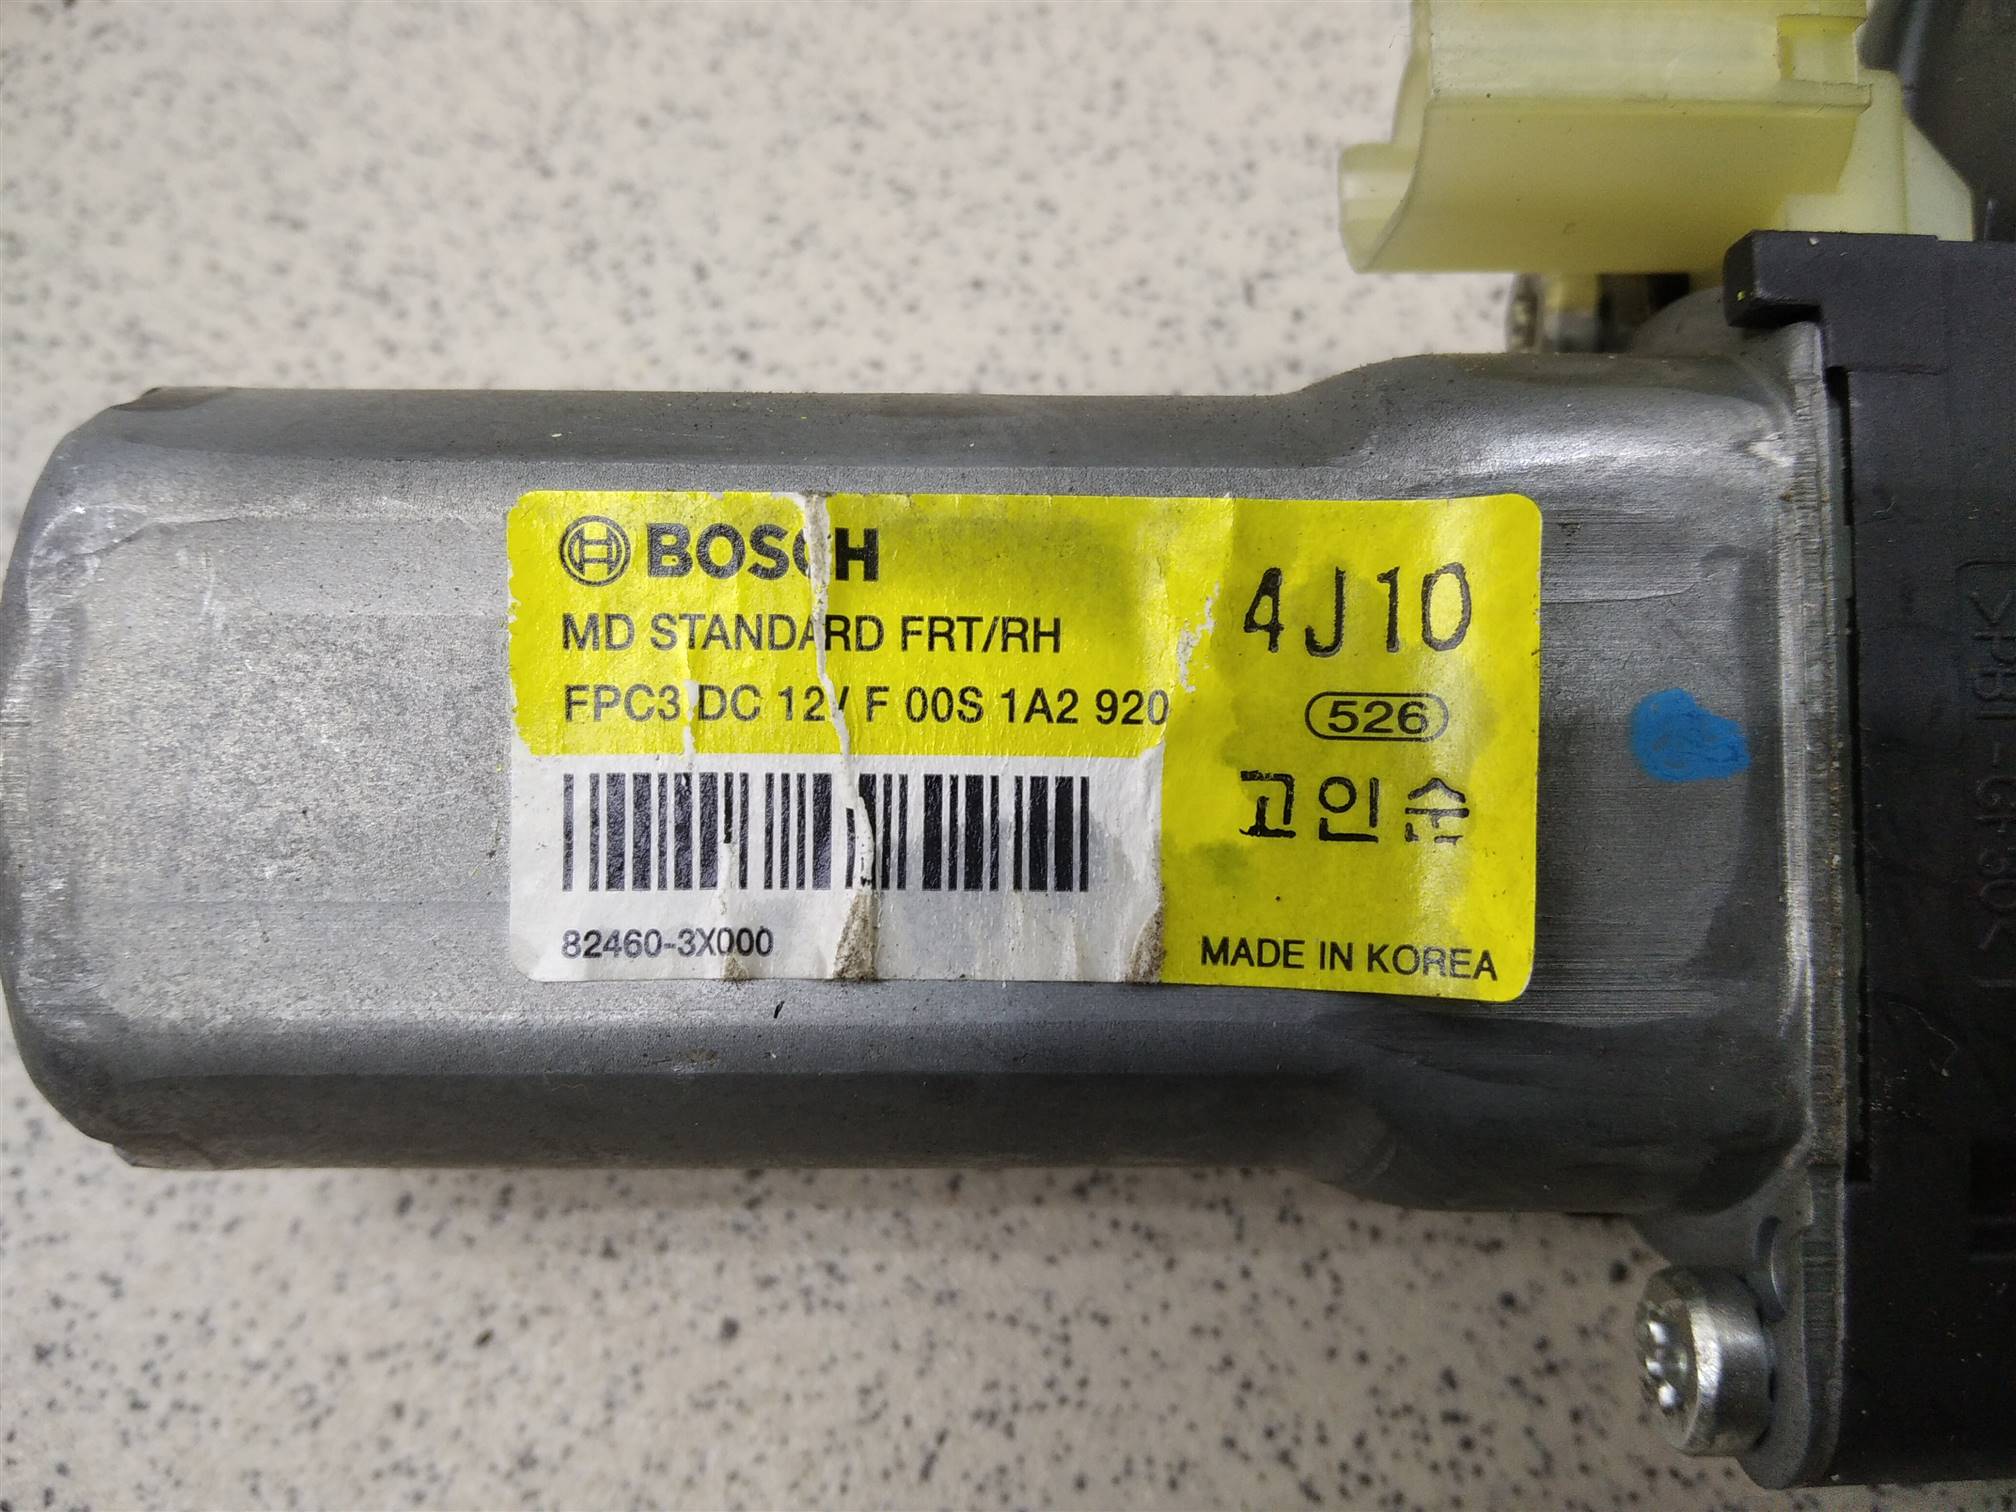 BOSCH
MD STANDARD FRT/RH
FPC3 DC 12V F 00S 1A2 920
82460-3X000
4J10
526
고인순
MADE IN KOREA